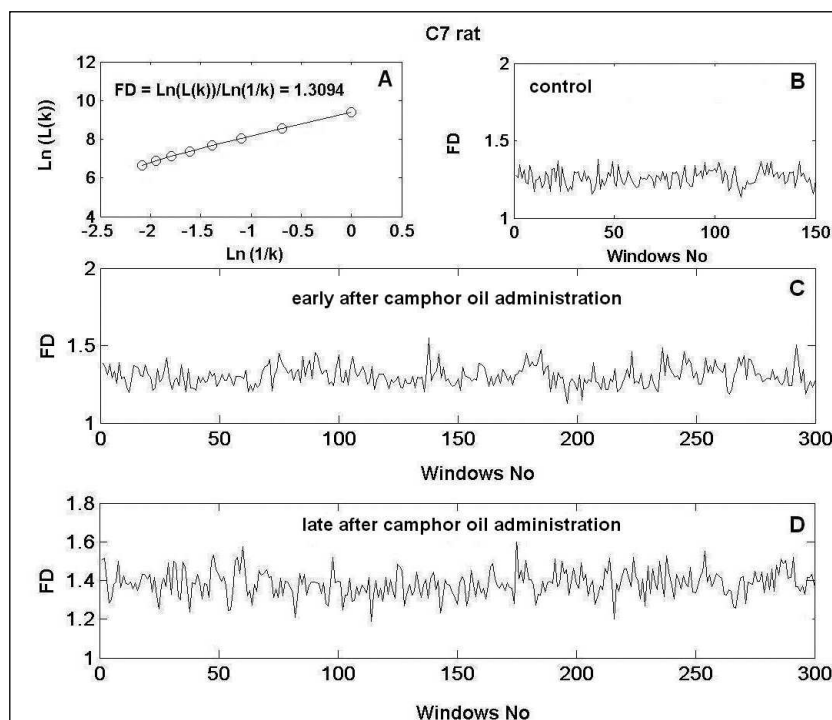 C7 rat
12
10
8
6
4
A
FD = Ln(L(k))/Ln(1/k) = 1.3094
Ln (L(k))
-2.5 -2 -1.5 -1 -0.5 0 0.5
Ln (1/k)
2
1.5
1
B
control
FD
0 50 100 150
Windows No
2
1.5
1
C
early after camphor oil administration
FD
0 50 100 150 200 250 300
Windows No
1.8
1.6
1.4
1.2
1
D
late after camphor oil administration
FD
0 50 100 150 200 250 300
Windows No